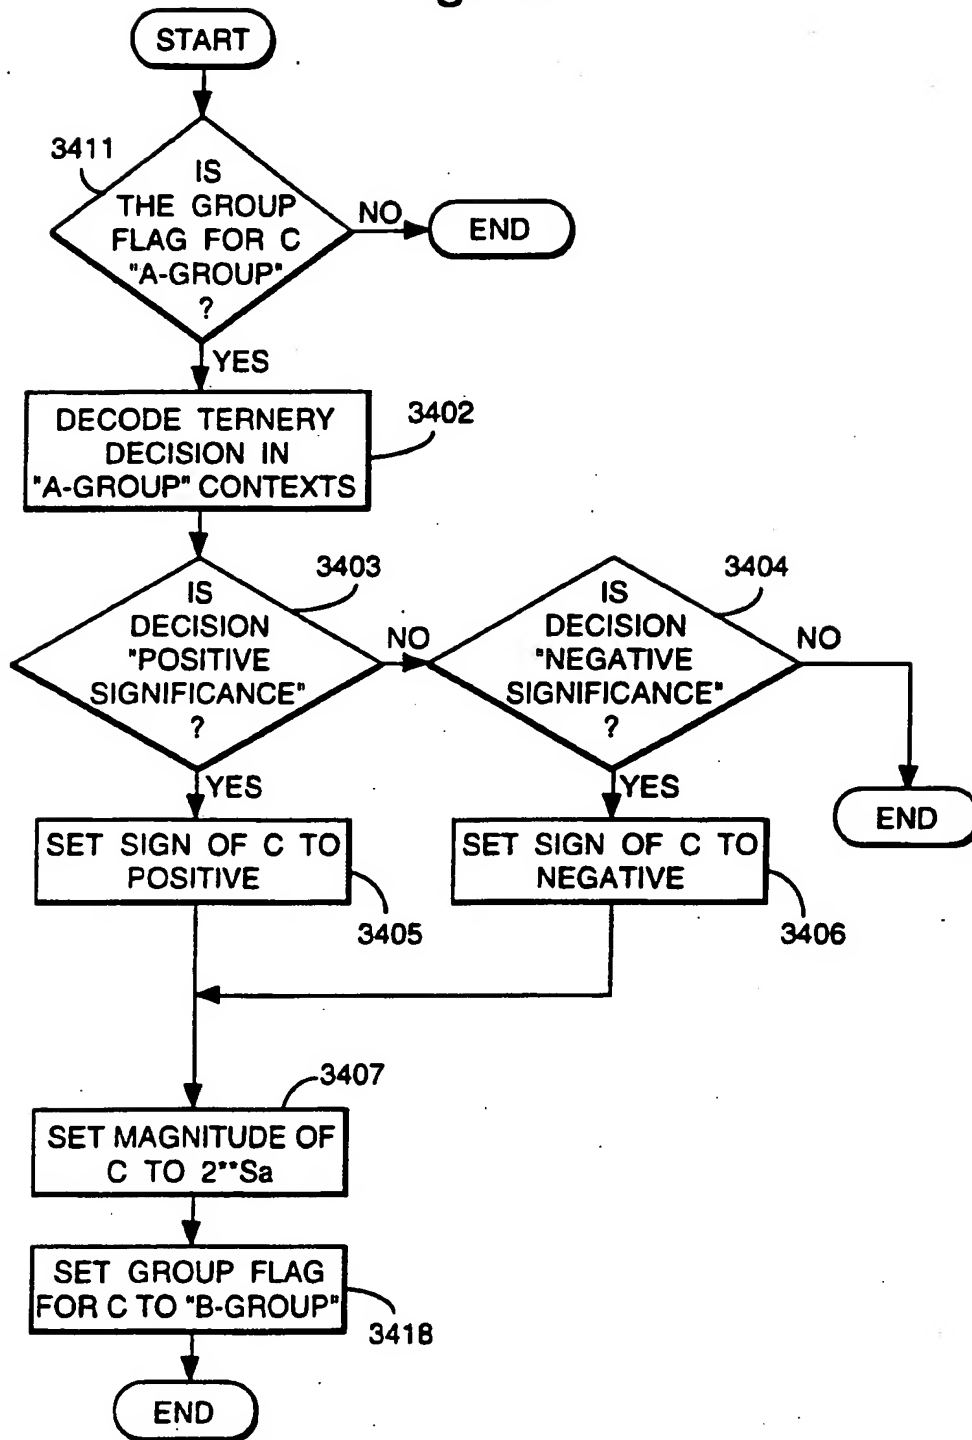 START
3411
IS
THE GROUP
FLAG FOR C
"A-GROUP"
?
NO
END
YES
DECODE TERNERY
DECISION IN
"A-GROUP" CONTEXTS
3402
3403
IS
DECISION
"POSITIVE
SIGNIFICANCE"
?
NO
3404
IS
DECISION
"NEGATIVE
SIGNIFICANCE"
?
NO
YES
YES
END
SET SIGN OF C TO
POSITIVE
3405
SET SIGN OF C TO
NEGATIVE
3406
3407
SET MAGNITUDE OF
C TO 2**Sa
SET GROUP FLAG
FOR C TO "B-GROUP"
3418
END